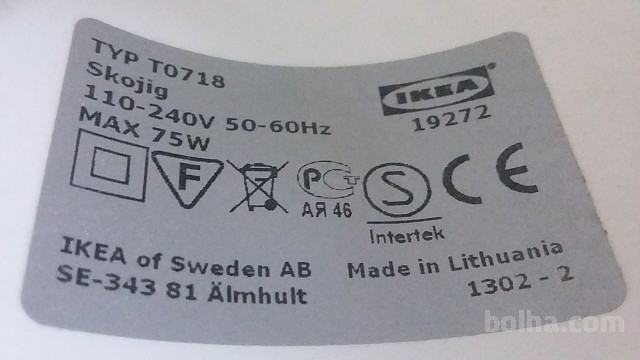 TYP T0718
Skojig
110-240V 50-60Hz
MAX 75W
IKEA
19272
F
PC
АЯ 46
S
Intertek
CE
IKEA of Sweden AB
SE-343 81 Älmhult
Made in Lithuania
1302 - 2
bolha.com